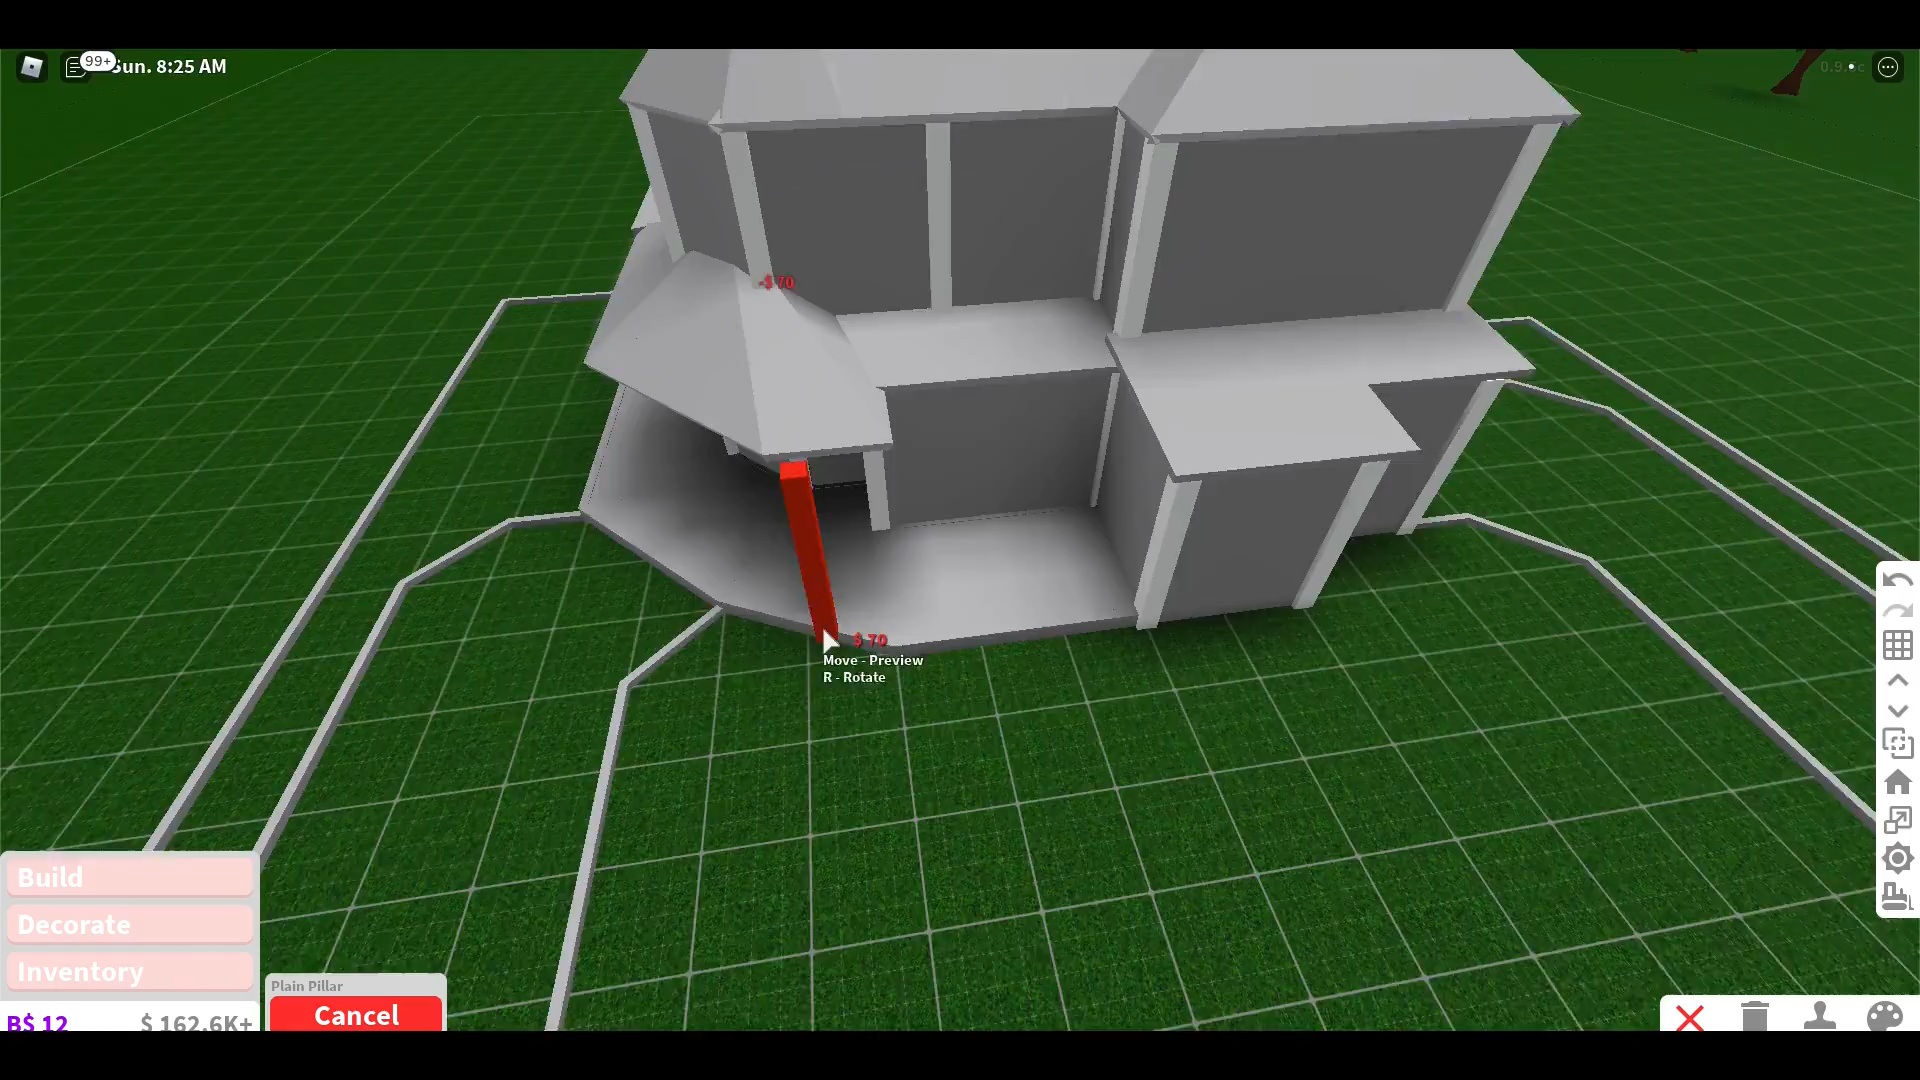 99+
Sun. 8:25 AM
-$ 70
$ 70
Move - Preview
R - Rotate
Build
Decorate
Inventory
B$ 12
$ 162.6K+
Plain Pillar
Cancel